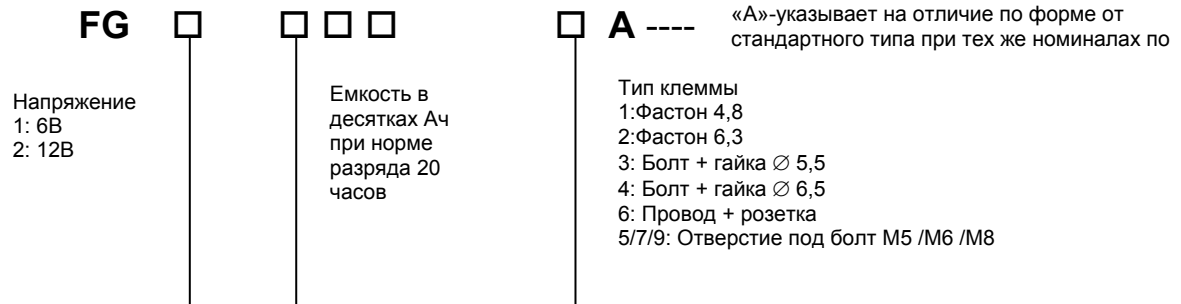 FG □ □ □ □ □ A ----
«А»-указывает на отличие по форме от
стандартного типа при тех же номиналах по
Напряжение
1: 6В
2: 12В
Емкость в
десятках Ач
при норме
разряда 20
часов
Тип клеммы
1:Фастон 4,8
2:Фастон 6,3
3: Болт + гайка ∅ 5,5
4: Болт + гайка ∅ 6,5
6: Провод + розетка
5/7/9: Отверстие под болт М5 /М6 /М8